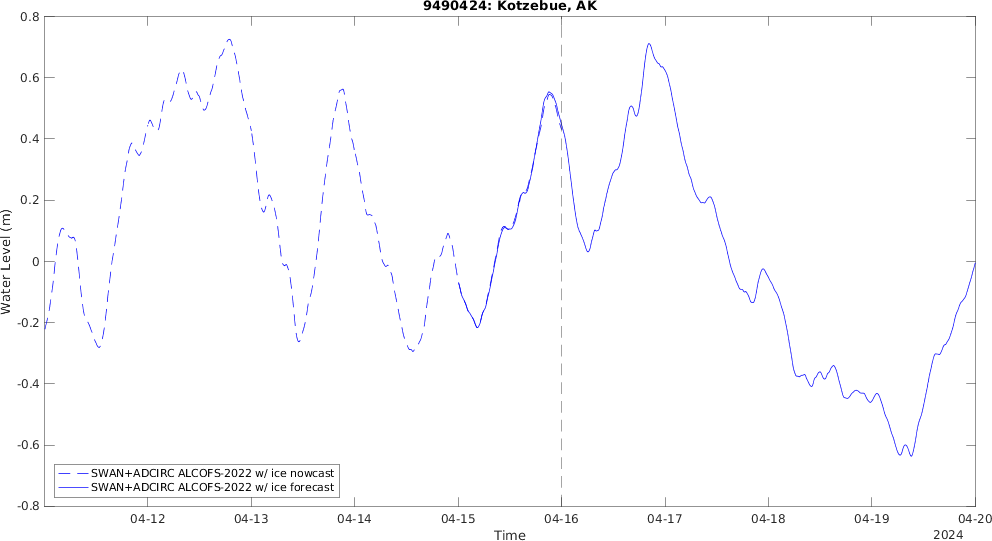 9490424: Kotzebue, AK
0.8
0.6
0.4
0.2
0
-0.2
-0.4
-0.6
-0.8
Water Level (m)
SWAN+ADCIRC ALCOFS-2022 w/ ice nowcast
SWAN+ADCIRC ALCOFS-2022 w/ ice forecast
04-12 04-13 04-14 04-15 04-16 04-17 04-18 04-19 04-20
Time
2024